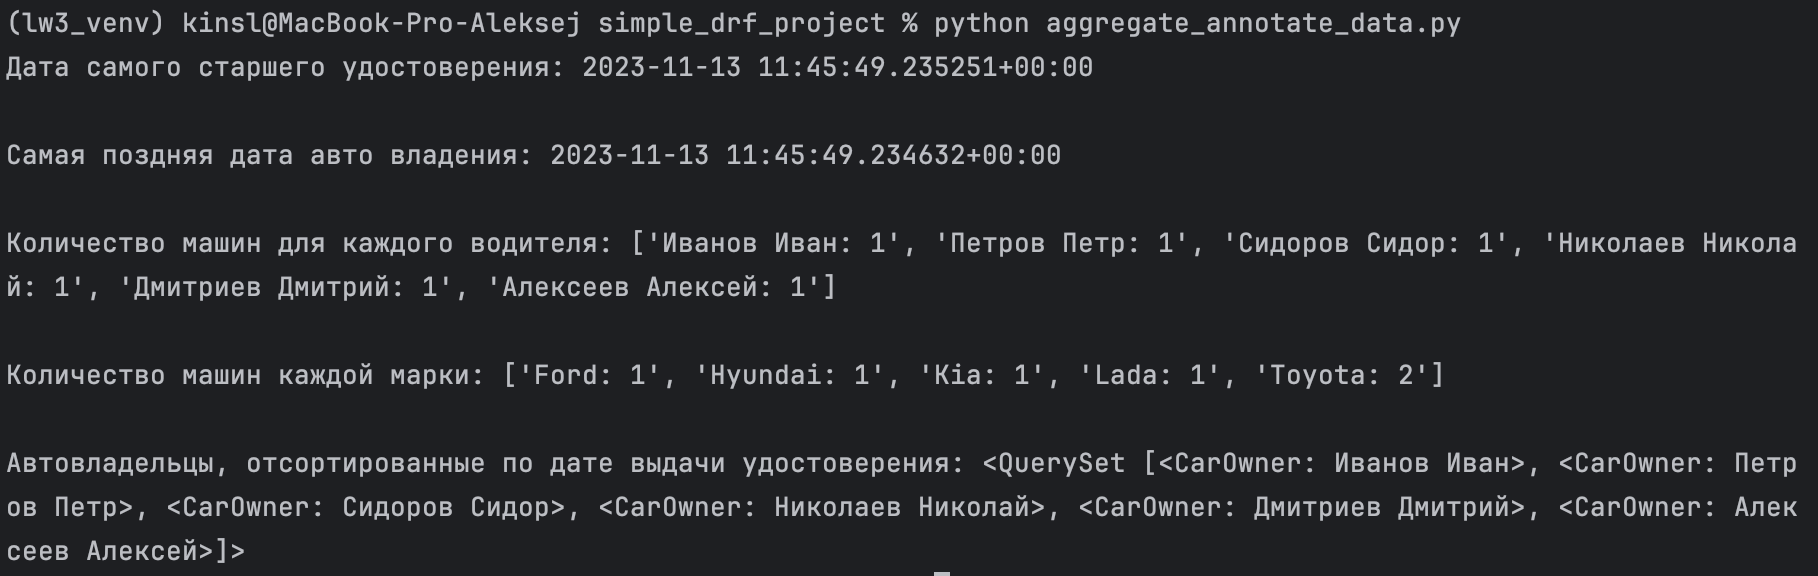 (lw3_venv) kinsl@MacBook-Pro-Aleksej simple_drf_project % python aggregate_annotate_data.py
Дата самого старшего удостоверения: 2023-11-13 11:45:49.235251+00:00
Самая поздняя дата авто владения: 2023-11-13 11:45:49.234632+00:00
Количество машин для каждого водителя: ['Иванов Иван: 1', 'Петров Петр: 1', 'Сидоров Сидор: 1', 'Николаев Никола
й: 1', 'Дмитриев Дмитрий: 1', 'Алексеев Алексей: 1']
Количество машин каждой марки: ['Ford: 1', 'Hyundai: 1', 'Kia: 1', 'Lada: 1', 'Toyota: 2']
Автовладельцы, отсортированные по дате выдачи удостоверения: <QuerySet [<CarOwner: Иванов Иван>, <CarOwner: Петр
ов Петр>, <CarOwner: Сидоров Сидор>, <CarOwner: Николаев Николай>, <CarOwner: Дмитриев Дмитрий>, <CarOwner: Алек
сеев Алексей>]>